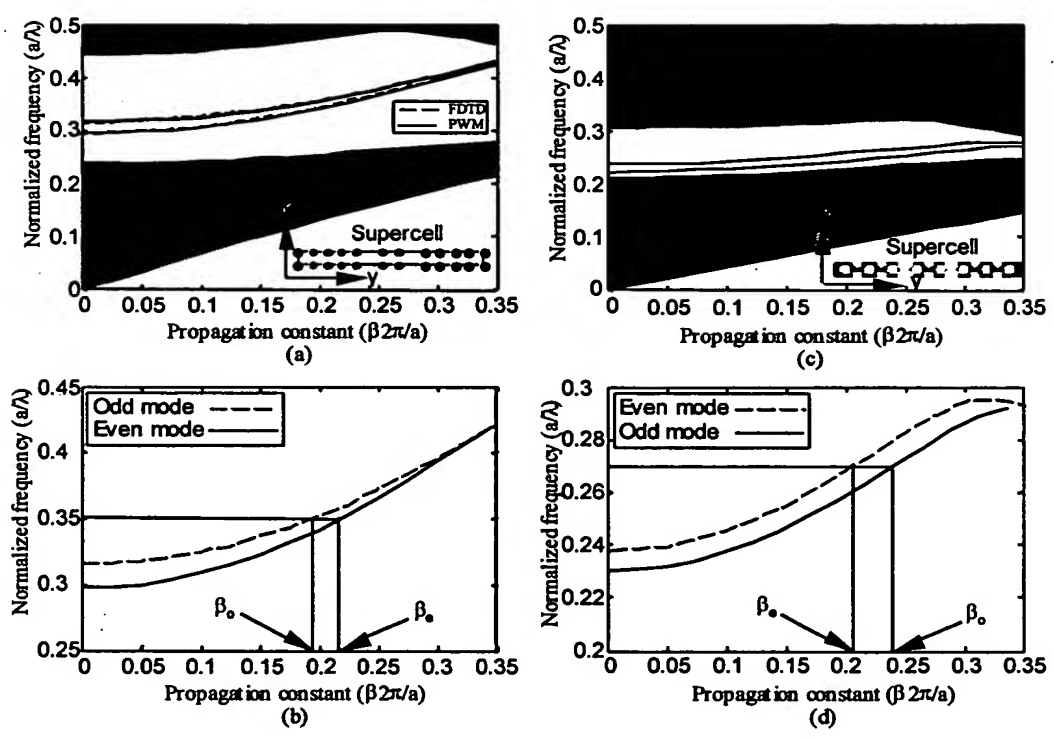 Normalized frequency (a/λ)
0.5
0.4
0.3
0.2
0.1
0
FDTD
PWM
Supercell
y
0 0.05 0.1 0.15 0.2 0.25 0.3 0.35
Propagation constant (β2π/a)
(a)
Normalized frequency (a/λ)
0.5
0.4
0.3
0.2
0.1
0
Supercell
y
0 0.05 0.10 0.15 0.20 0.25 0.30 0.35
Propagation constant (β2π/a)
(c)
Normalized frequency (a/λ)
0.45
0.4
0.35
0.3
0.25
Odd mode
Even mode
βo
βe
0 0.05 0.1 0.15 0.2 0.25 0.3 0.35
Propagation constant (β2π/a)
(b)
Normalized frequency (a/λ)
0.3
0.28
0.26
0.24
0.22
0.2
Even mode
Odd mode
βe
βo
0 0.05 0.1 0.15 0.2 0.25 0.3 0.35
Propagation constant (β2π/a)
(d)